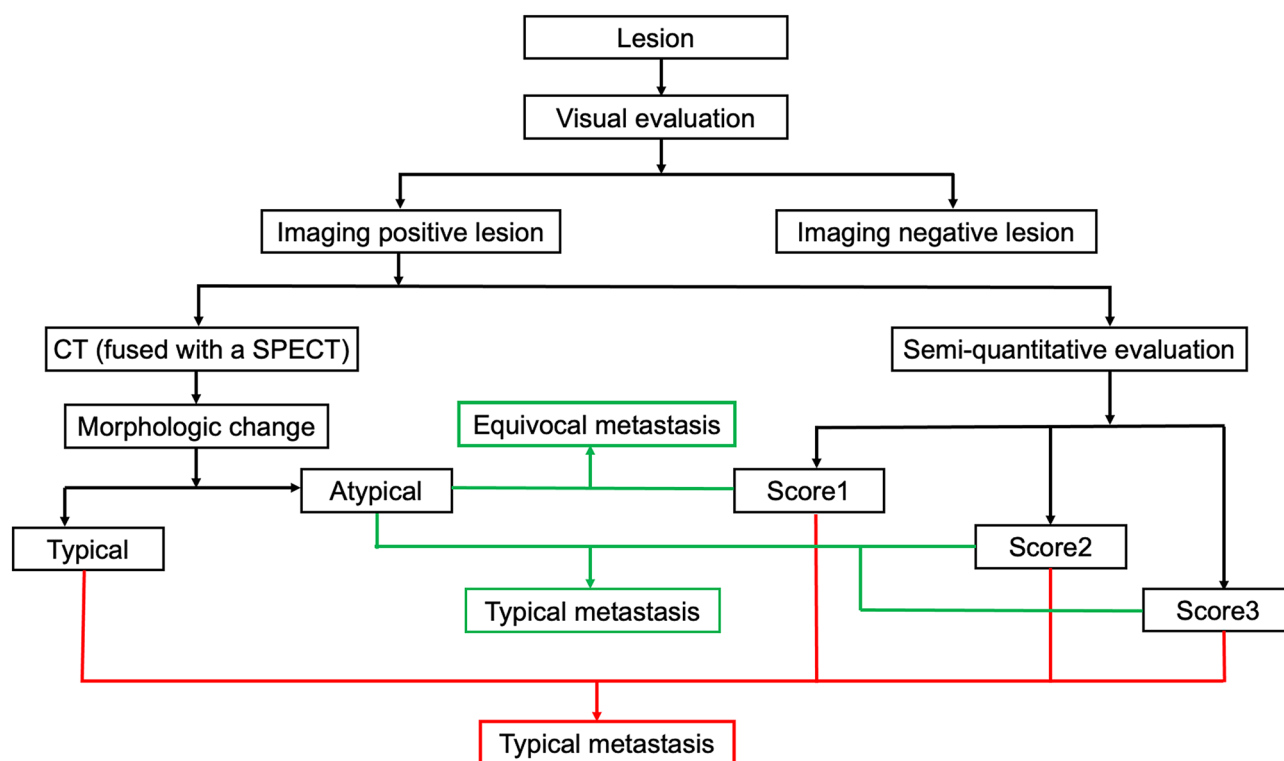 Lesion
Visual evaluation
Imaging positive lesion
Imaging negative lesion
CT (fused with a SPECT)
Semi-quantitative evaluation
Morphologic change
Equivocal metastasis
Atypical
Score1
Typical
Score2
Typical metastasis
Score3
Typical metastasis